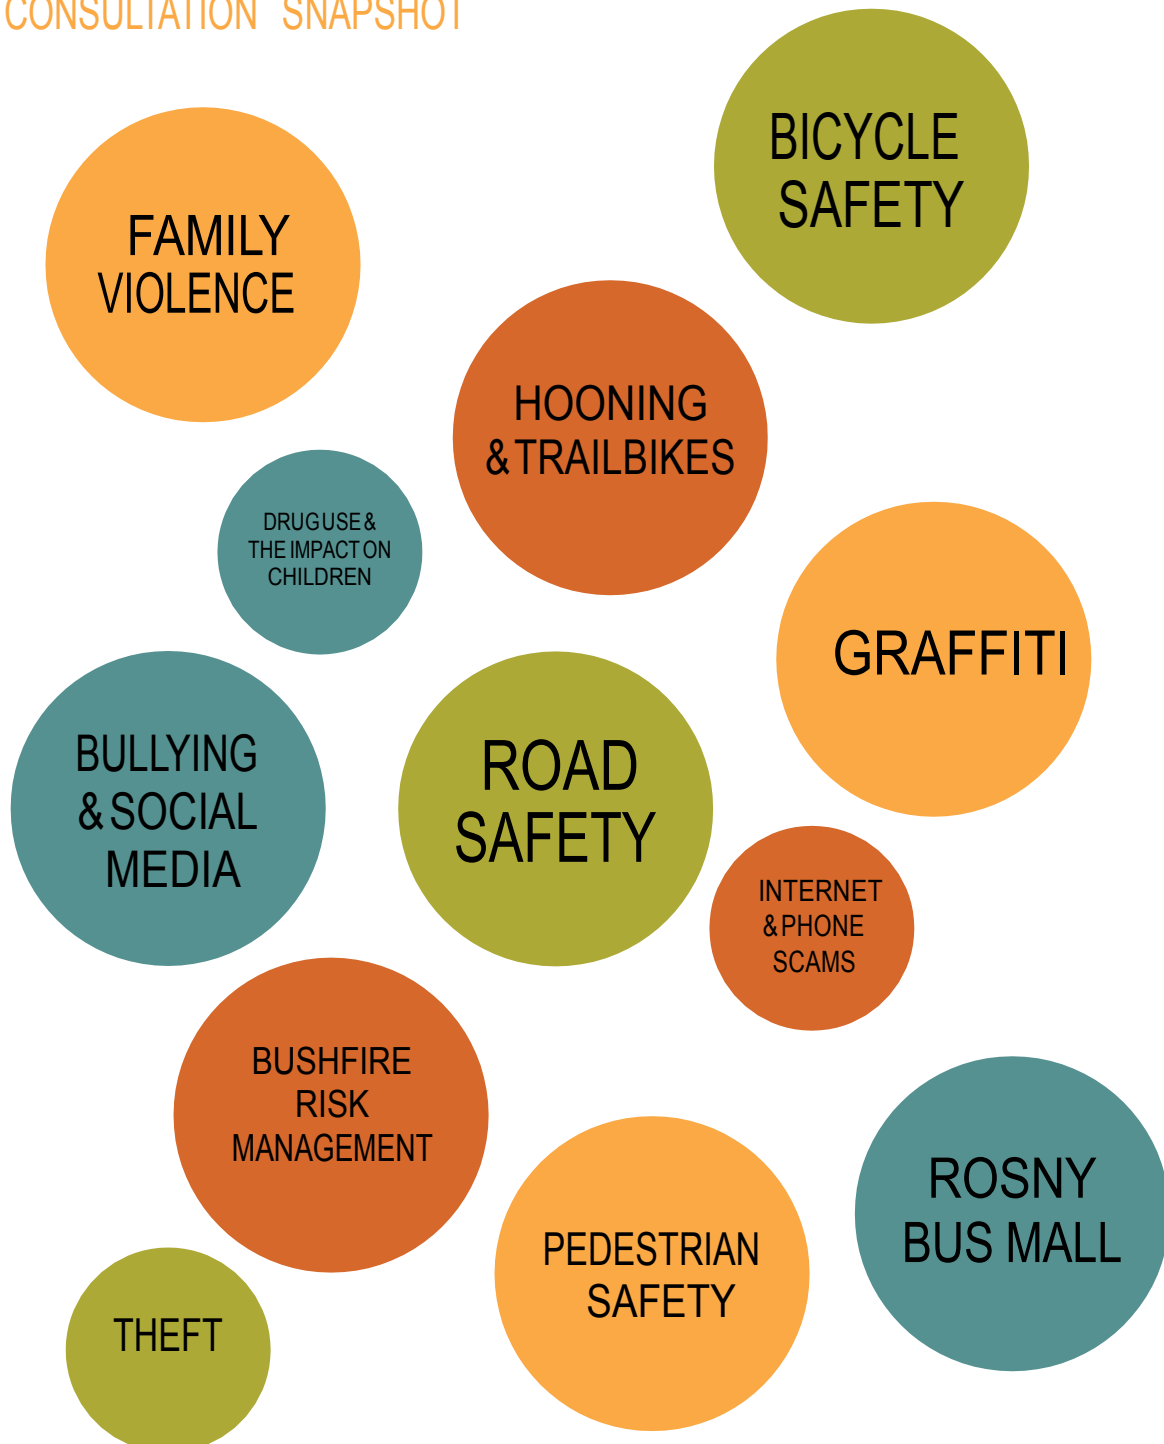 CONSULTATION SNAPSHOT
BICYCLE
SAFETY
FAMILY
VIOLENCE
HOONING
& TRAILBIKES
DRUG USE &
THE IMPACT ON
CHILDREN
GRAFFITI
BULLYING
& SOCIAL
MEDIA
ROAD
SAFETY
INTERNET
& PHONE
SCAMS
BUSHFIRE
RISK
MANAGEMENT
ROSNY
BUS MALL
PEDESTRIAN
SAFETY
THEFT